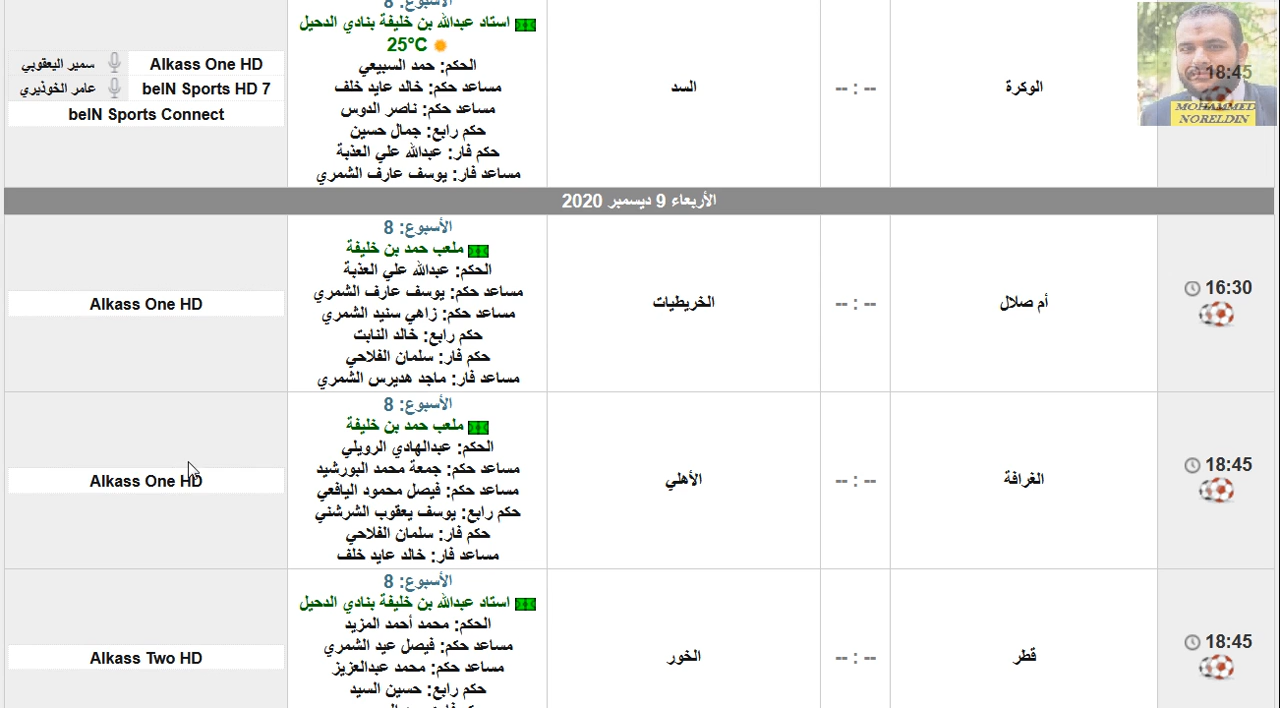 الأسبوع: 8
استاد عبدالله بن خليفة بنادي الدحيل
25°C
الحكم: حمد السبيعي
مساعد حكم: خالد عايد خلف
مساعد حكم: ناصر الدوس
حكم رابع: جمال حسين
حكم فار: عبدالله علي العذبة
مساعد فار: يوسف عارف الشمري
18:45
MOHAMMED
NORELDIN
الوكرة
-- : --
السد
Alkass One HD
سمير اليعقوبي
beIN Sports HD 7
عامر الخوذيري
beIN Sports Connect
الأربعاء 9 ديسمبر 2020
16:30
أم صلال
-- : --
الخريطيات
الأسبوع: 8
ملعب حمد بن خليفة
الحكم: عبدالله علي العذبة
مساعد حكم: يوسف عارف الشمري
مساعد حكم: زاهي سنيد الشمري
حكم رابع: خالد النابت
حكم فار: سلمان الفلاحي
مساعد فار: ماجد هديرس الشمري
Alkass One HD
18:45
الغرافة
-- : --
الأهلي
الأسبوع: 8
ملعب حمد بن خليفة
الحكم: عبدالهادي الرويلي
مساعد حكم: جمعة محمد البورشيد
مساعد حكم: فيصل محمود اليافعي
حكم رابع: يوسف يعقوب الشرشني
حكم فار: سلمان الفلاحي
مساعد فار: خالد عايد خلف
Alkass One HD
18:45
قطر
-- : --
الخور
الأسبوع: 8
استاد عبدالله بن خليفة بنادي الدحيل
الحكم: محمد أحمد المزيد
مساعد حكم: فيصل عيد الشمري
مساعد حكم: محمد عبدالعزيز
حكم رابع: حسين السيد
Alkass Two HD